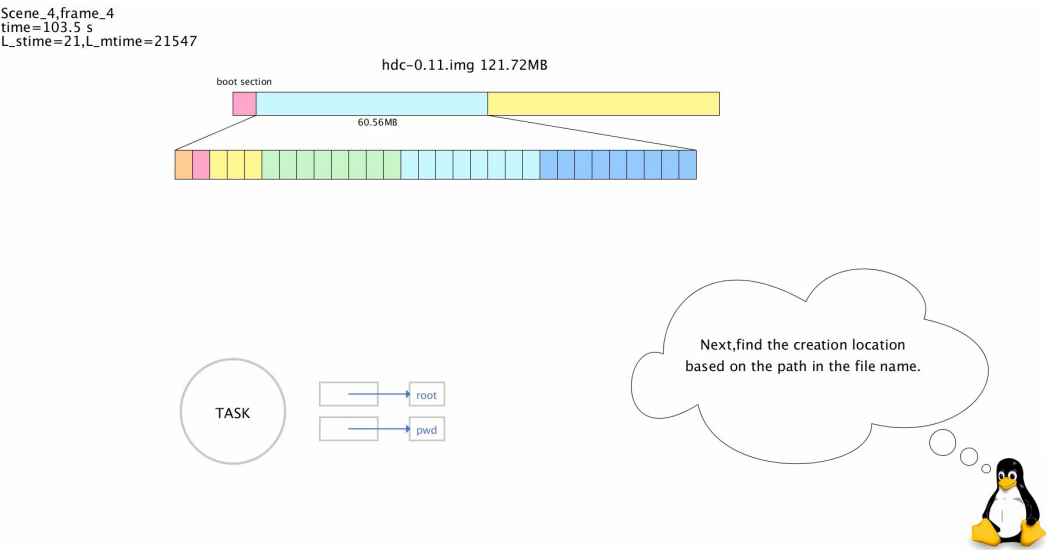 Scene_4,frame_4
time=103.5 s
L_stime=21,L_mtime=21547
hdc-0.11.img 121.72MB
boot section
60.56MB
Next,find the creation location
based on the path in the file name.
TASK
root
pwd